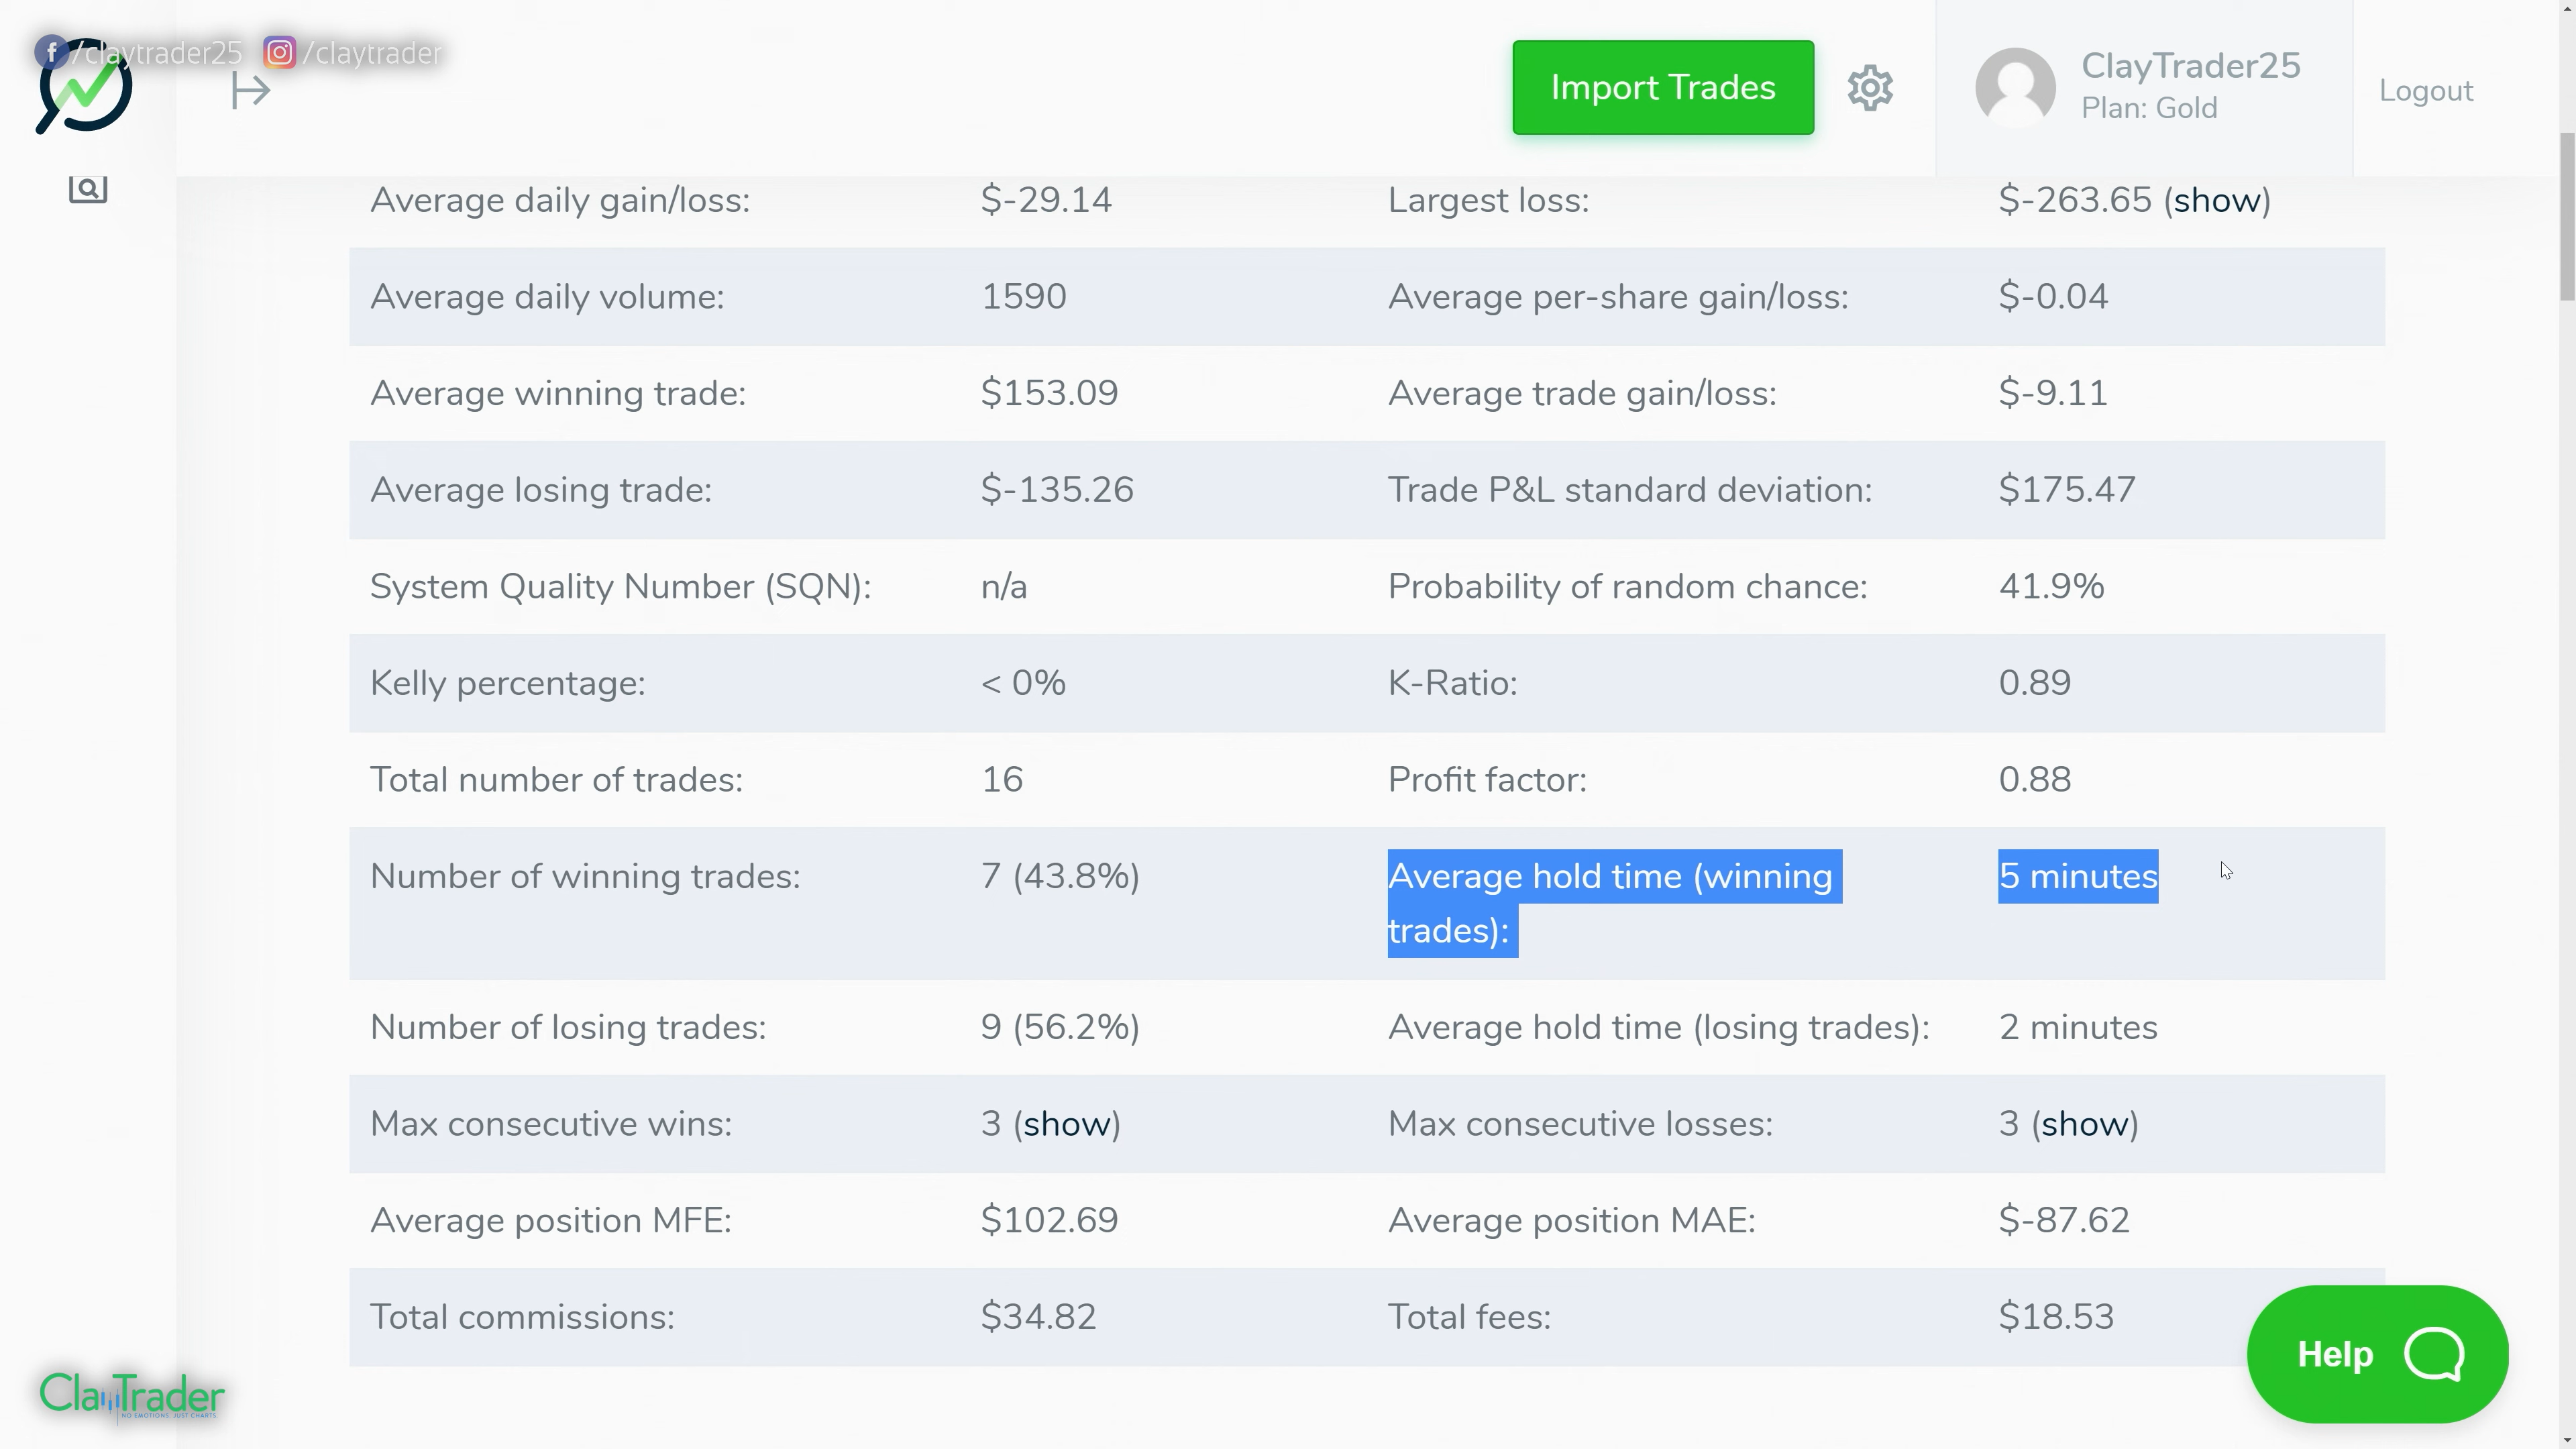 /claytrader25 /claytrader
Import Trades
ClayTrader25
Plan: Gold
Logout
Average daily gain/loss: $-29.14 Largest loss: $-263.65 (show)
Average daily volume: 1590 Average per-share gain/loss: $-0.04
Average winning trade: $153.09 Average trade gain/loss: $-9.11
Average losing trade: $-135.26 Trade P&L standard deviation: $175.47
System Quality Number (SQN): n/a Probability of random chance: 41.9%
Kelly percentage: < 0% K-Ratio: 0.89
Total number of trades: 16 Profit factor: 0.88
Number of winning trades: 7 (43.8%) Average hold time (winning 5 minutes
trades):
Number of losing trades: 9 (56.2%) Average hold time (losing trades): 2 minutes
Max consecutive wins: 3 (show) Max consecutive losses: 3 (show)
Average position MFE: $102.69 Average position MAE: $-87.62
Total commissions: $34.82 Total fees: $18.53
Help
ClayTrader
NO EMOTIONS. JUST CHARTS.